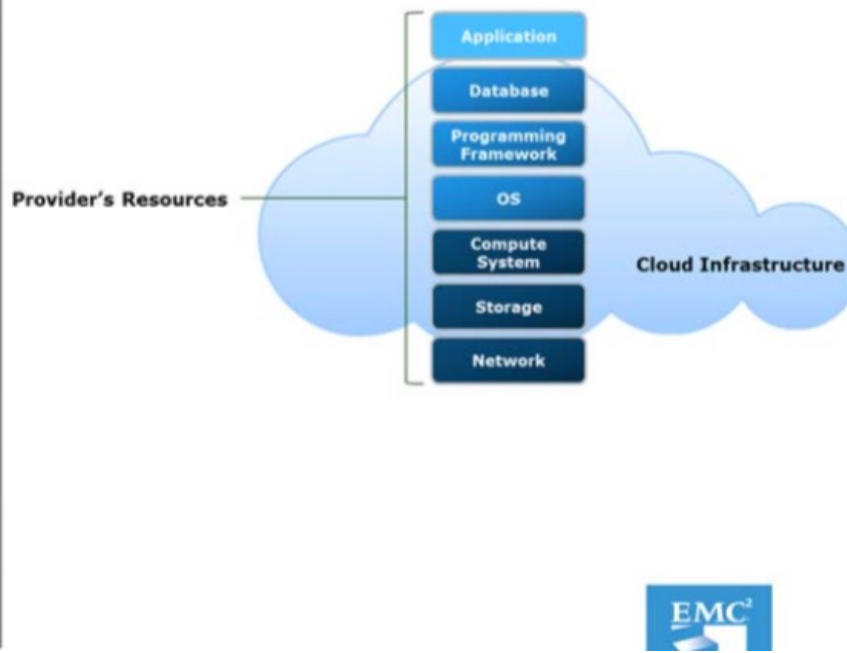 Application
Database
Programming
Framework
Provider's Resources
OS
Compute
System
Cloud Infrastructure
Storage
Network
EMC²